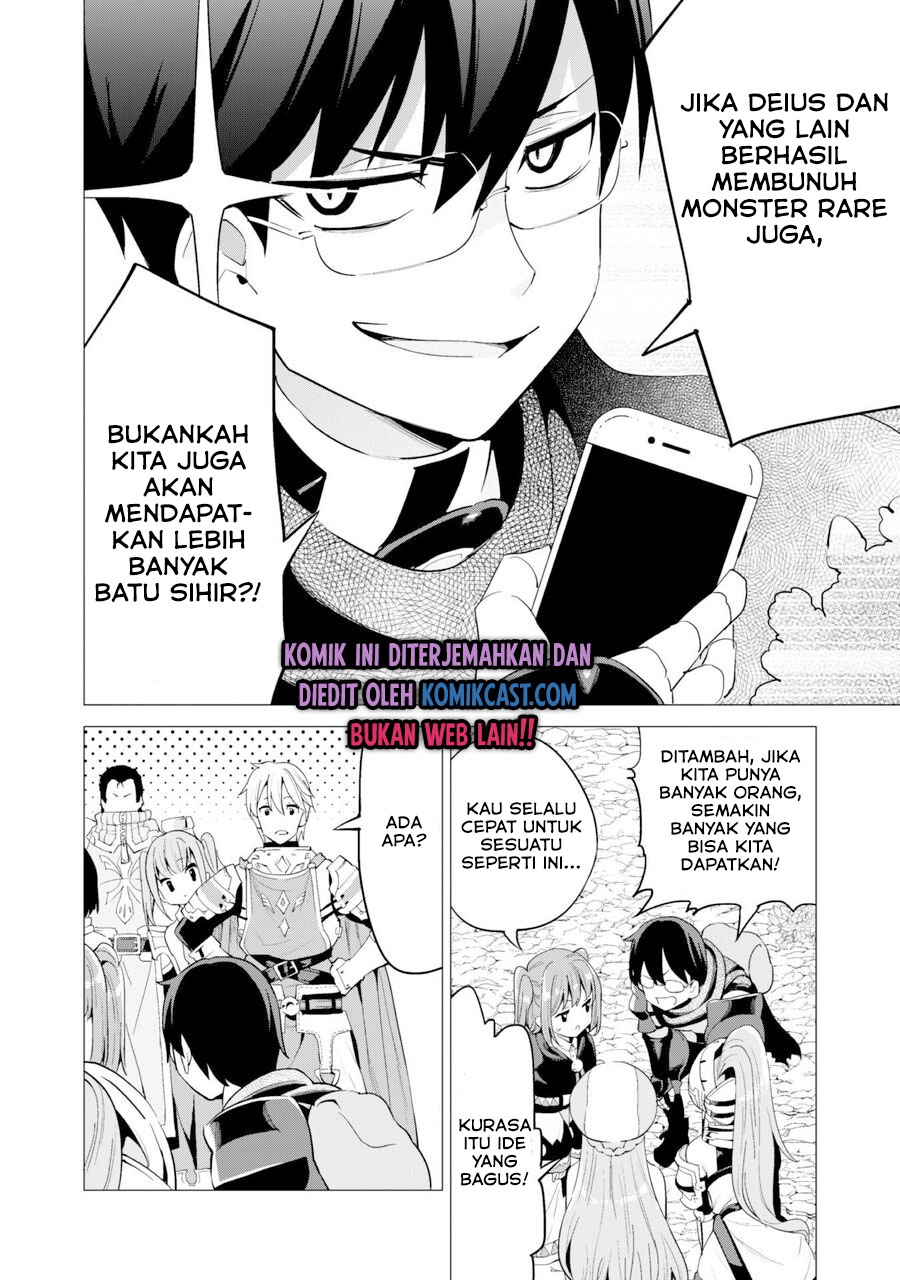 JIKA DEIUS DAN
YANG LAIN
BERHASIL
MEMBUNUH
MONSTER RARE
JUGA,
BUKANKAH
KITA JUGA
AKAN
MENDAPAT-
KAN LEBIH
BANYAK
BATU SIHIR?!
KOMIK INI DITERJEMAHKAN DAN
DIEDIT OLEH KOMIKCAST.COM
BUKAN WEB LAIN!!
DITAMBAH, JIKA
KITA PUNYA
BANYAK ORANG,
SEMAKIN
BANYAK YANG
BISA KITA
DAPATKAN!
KAU SELALU
CEPAT UNTUK
SESUATU
SEPERTI INI...
KURASA
ITU IDE
YANG
BAGUS!
ADA
APA?